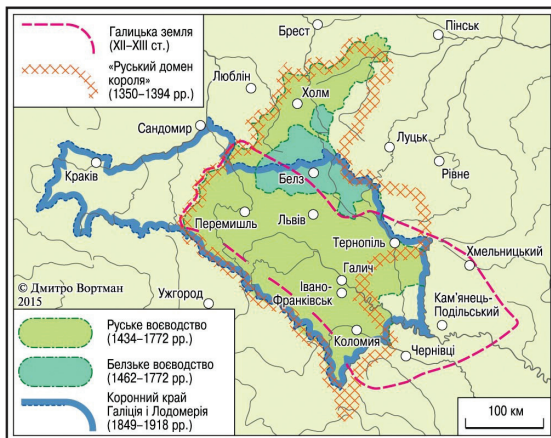 Галицька земля
(XII–XIII ст.)
«Руський домен
короля»
(1350–1394 рр.)
Брест
Пінськ
Люблін
Холм
Сандомир
Луцьк
Рівне
Краків
Белз
Перемишль
Львів
Тернопіль
Хмельницький
Галич
© Дмитро Вортман
2015
Ужгород
Івано-
Франківськ
Кам'янець-
Подільський
Коломия
Чернівці
Руське воєводство
(1434–1772 рр.)
Белзьке воєводство
(1462–1772 рр.)
Коронний край
Галіція і Лодомерія
(1849–1918 рр.)
100 км